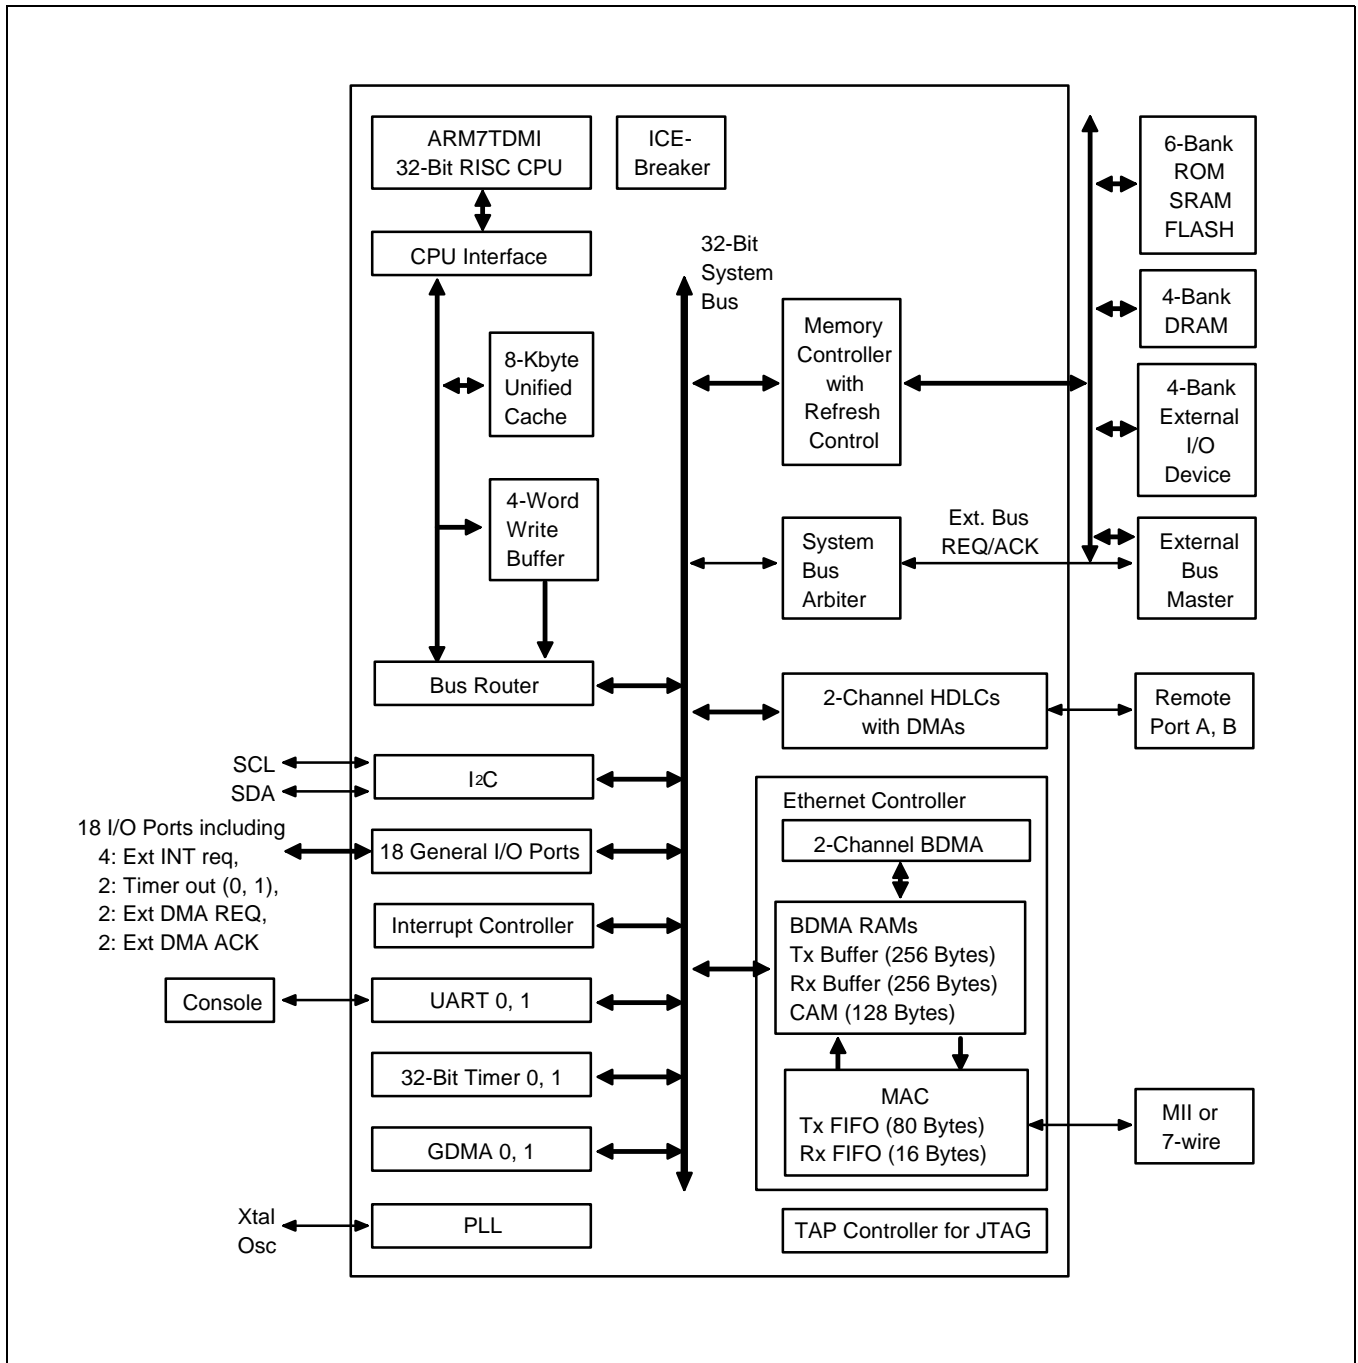 ARM7TDMI
32-Bit RISC CPU
ICE-
Breaker
6-Bank
ROM
SRAM
FLASH
CPU Interface
32-Bit
System
Bus
4-Bank
DRAM
Memory
Controller
with
Refresh
Control
8-Kbyte
Unified
Cache
4-Bank
External
I/O
Device
4-Word
Write
Buffer
System
Bus
Arbiter
Ext. Bus
REQ/ACK
External
Bus
Master
Bus Router
2-Channel HDLCs
with DMAs
Remote
Port A, B
SCL
SDA
I2C
18 I/O Ports including
4: Ext INT req,
2: Timer out (0, 1),
2: Ext DMA REQ,
2: Ext DMA ACK
18 General I/O Ports
Ethernet Controller
2-Channel BDMA
Interrupt Controller
BDMA RAMs
Tx Buffer (256 Bytes)
Rx Buffer (256 Bytes)
CAM (128 Bytes)
Console
UART 0, 1
32-Bit Timer 0, 1
MAC
Tx FIFO (80 Bytes)
Rx FIFO (16 Bytes)
MII or
7-wire
GDMA 0, 1
Xtal
Osc
PLL
TAP Controller for JTAG